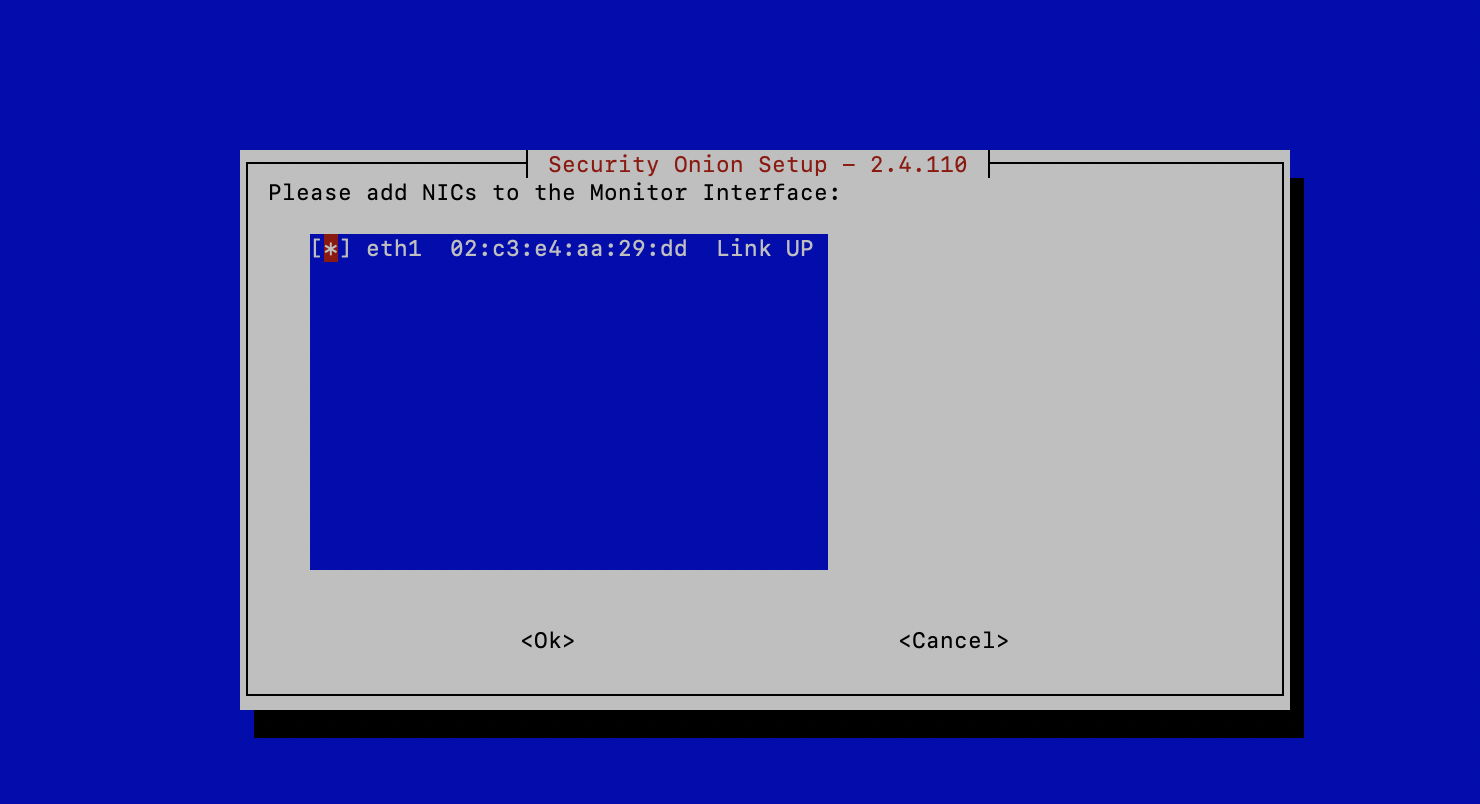 Security Onion Setup — 2.4.110
Please add NICs to the Monitor Interface:
[*] eth1  02:c3:e4:aa:29:dd  Link UP
<Ok>
<Cancel>